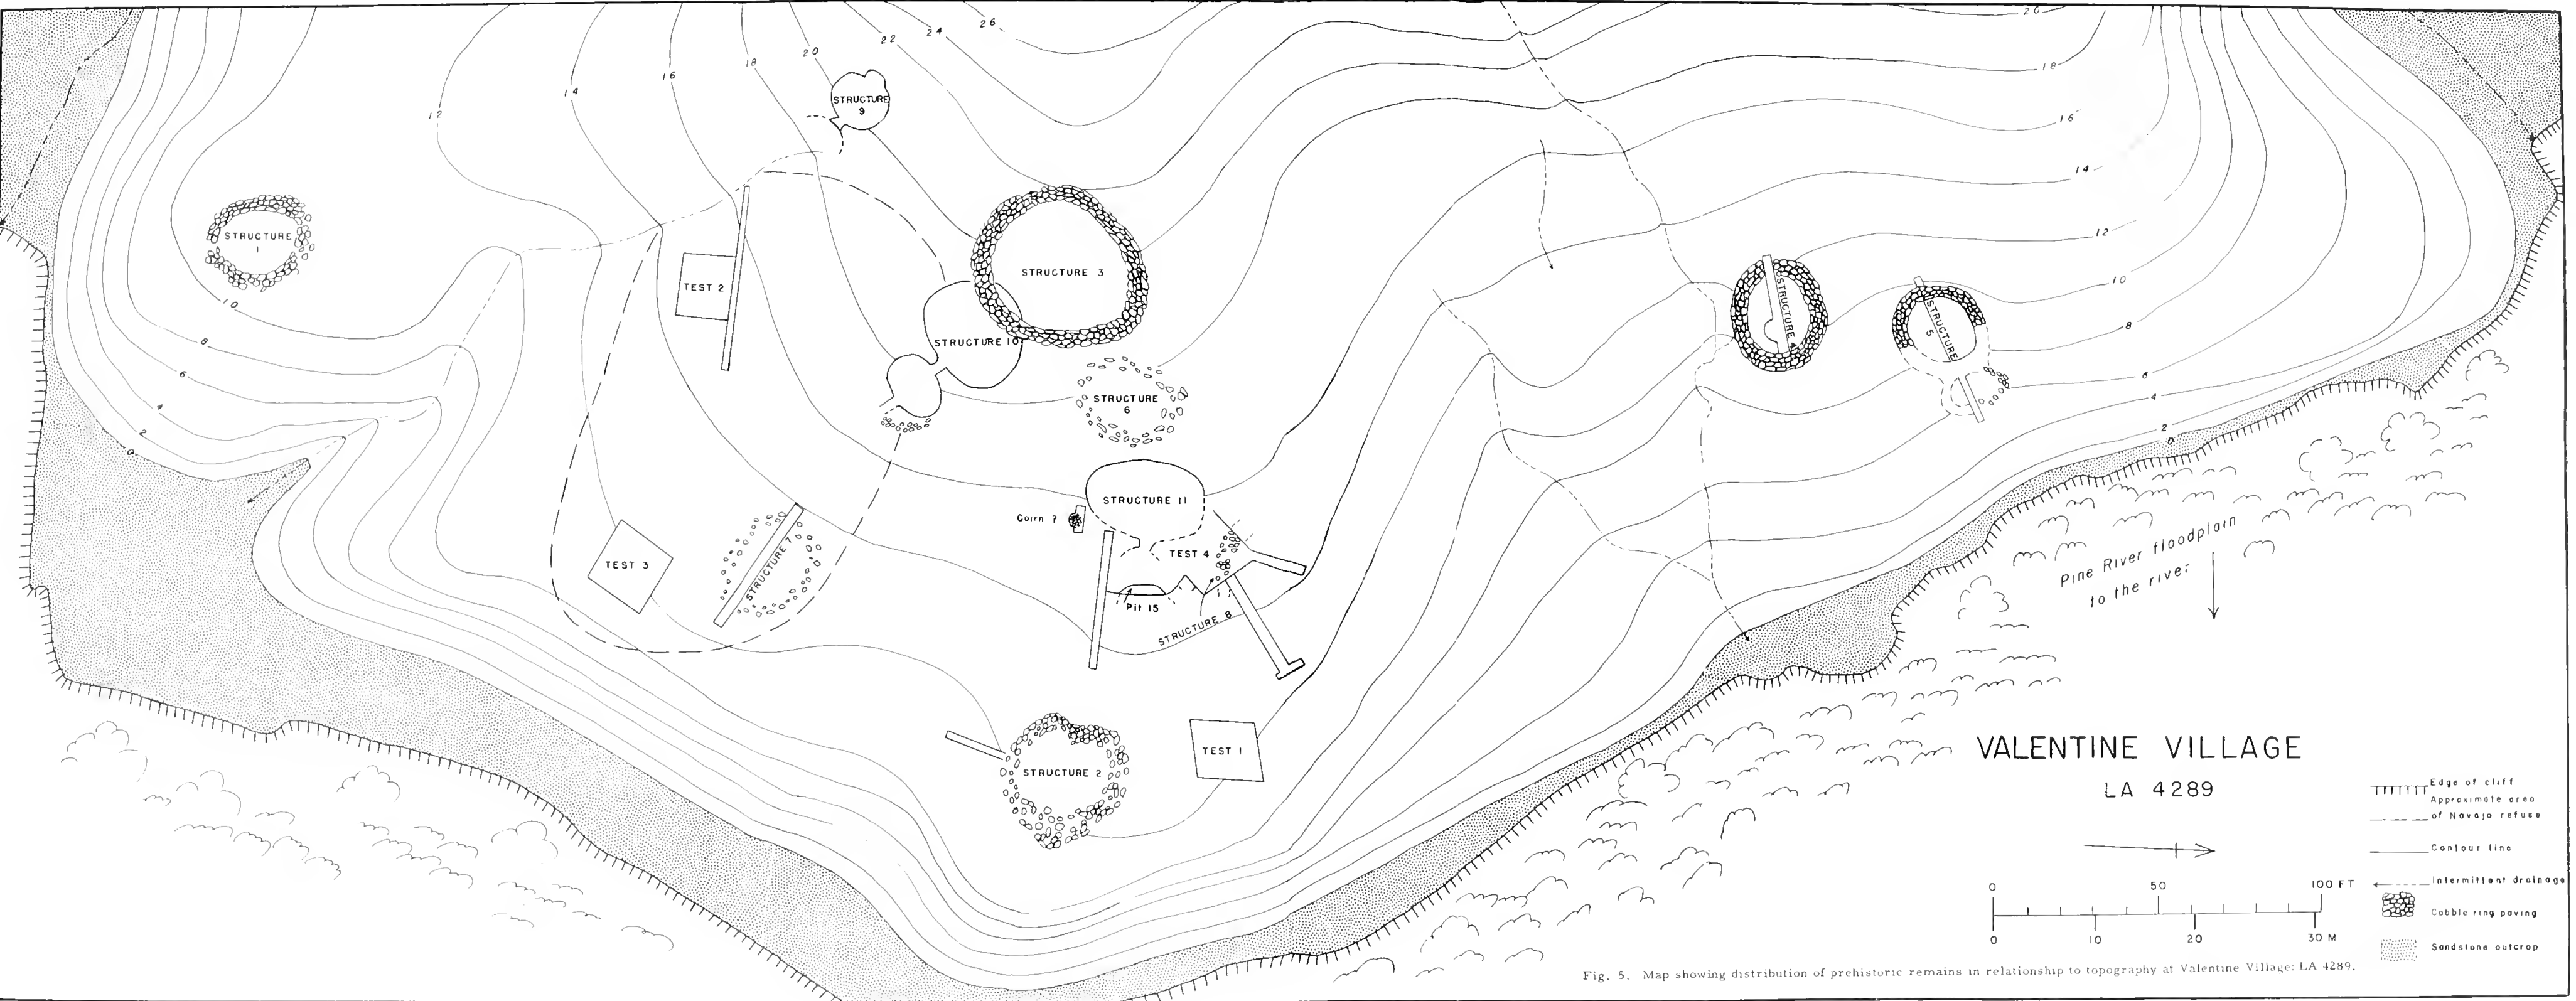 26
24
22
20
18
16
14
12
26
18
16
14
12
10
8
6
4
2
0
STRUCTURE
9
STRUCTURE
1
10
8
6
4
2
0
TEST 2
STRUCTURE 3
STRUCTURE 10
STRUCTURE
6
STRUCTURE 4
STRUCTURE
5
STRUCTURE 11
Cairn ?
TEST 4
TEST 3
STRUCTURE 7
Pit 15
STRUCTURE 8
STRUCTURE 2
TEST 1
Pine River floodplain
to the river
VALENTINE VILLAGE
LA 4289
Edge of cliff
Approximate area
of Navajo refuse
Contour line
Intermittent drainage
Cobble ring paving
Sandstone outcrop
0 50 100 FT
0 10 20 30 M
Fig. 5. Map showing distribution of prehistoric remains in relationship to topography at Valentine Village: LA 4289.